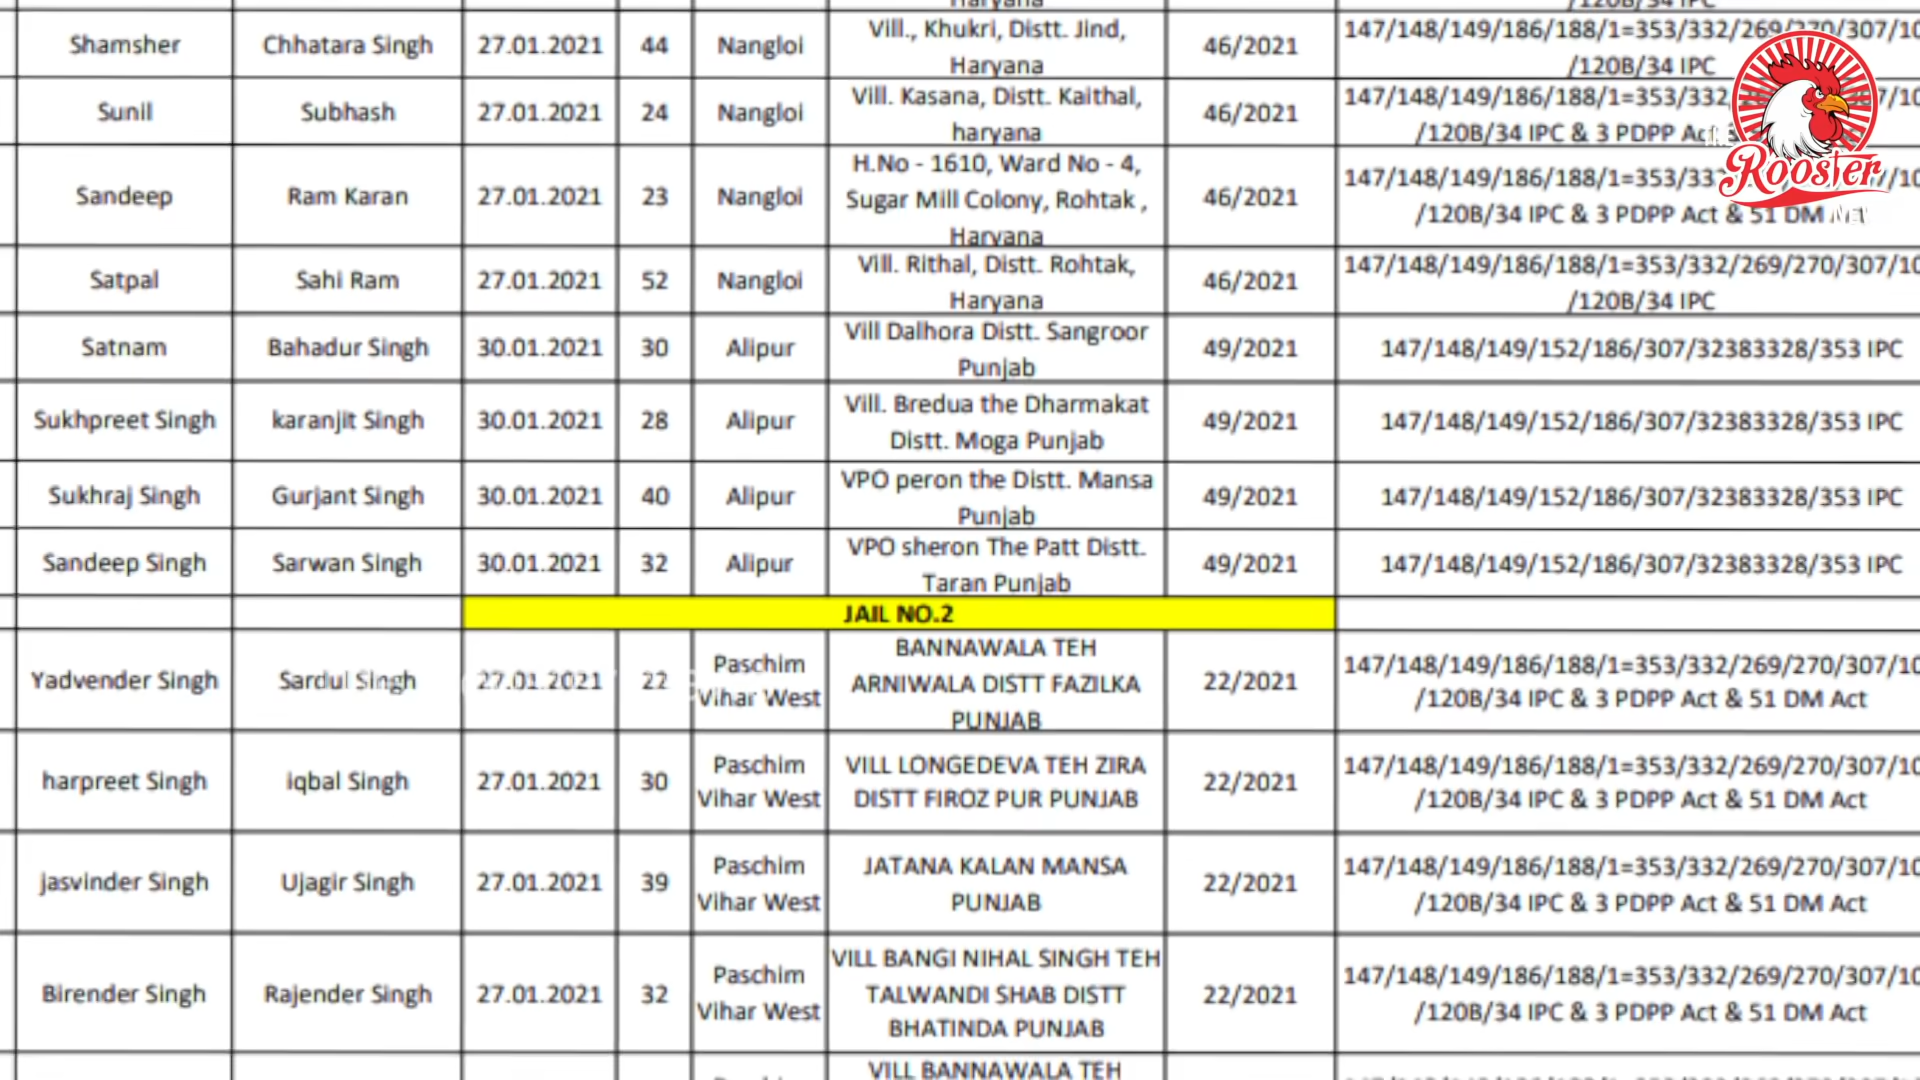 Haryana
/120B/34 IPC
Shamsher Chhatara Singh 27.01.2021 44 Nangloi Vill., Khukri, Distt. Jind, Haryana 46/2021 147/148/149/186/188/1=353/332/269/270/307/10
/120B/34 IPC
Sunil Subhash 27.01.2021 24 Nangloi Vill. Kasana, Distt. Kaithal, haryana 46/2021 147/148/149/186/188/1=353/332
/120B/34 IPC & 3 PDPP Act
Sandeep Ram Karan 27.01.2021 23 Nangloi H.No - 1610, Ward No - 4, Sugar Mill Colony, Rohtak , Haryana 46/2021 147/148/149/186/188/1=353/33
/120B/34 IPC & 3 PDPP Act & 51 DM
Satpal Sahi Ram 27.01.2021 52 Nangloi Vill. Rithal, Distt. Rohtak, Haryana 46/2021 147/148/149/186/188/1=353/332/269/270/307/10
/120B/34 IPC
Satnam Bahadur Singh 30.01.2021 30 Alipur Vill Dalhora Distt. Sangroor Punjab 49/2021 147/148/149/152/186/307/32383328/353 IPC
Sukhpreet Singh karanjit Singh 30.01.2021 28 Alipur Vill. Bredua the Dharmakat Distt. Moga Punjab 49/2021 147/148/149/152/186/307/32383328/353 IPC
Sukhraj Singh Gurjant Singh 30.01.2021 40 Alipur VPO peron the Distt. Mansa Punjab 49/2021 147/148/149/152/186/307/32383328/353 IPC
Sandeep Singh Sarwan Singh 30.01.2021 32 Alipur VPO sheron The Patt Distt. Taran Punjab 49/2021 147/148/149/152/186/307/32383328/353 IPC
JAIL NO.2
Yadvender Singh Sardul Singh 27.01.2021 22 Paschim Vihar West BANNAWALA TEH ARNIWALA DISTT FAZILKA PUNJAB 22/2021 147/148/149/186/188/1=353/332/269/270/307/10
/120B/34 IPC & 3 PDPP Act & 51 DM Act
harpreet Singh iqbal Singh 27.01.2021 30 Paschim Vihar West VILL LONGEDEVA TEH ZIRA DISTT FIROZ PUR PUNJAB 22/2021 147/148/149/186/188/1=353/332/269/270/307/10
/120B/34 IPC & 3 PDPP Act & 51 DM Act
jasvinder Singh Ujagir Singh 27.01.2021 39 Paschim Vihar West JATANA KALAN MANSA PUNJAB 22/2021 147/148/149/186/188/1=353/332/269/270/307/10
/120B/34 IPC & 3 PDPP Act & 51 DM Act
Birender Singh Rajender Singh 27.01.2021 32 Paschim Vihar West VILL BANGI NIHAL SINGH TEH TALWANDI SHAB DISTT BHATINDA PUNJAB 22/2021 147/148/149/186/188/1=353/332/269/270/307/10
/120B/34 IPC & 3 PDPP Act & 51 DM Act
VILL BANNAWALA TEH
THE
Rooster
NEWS